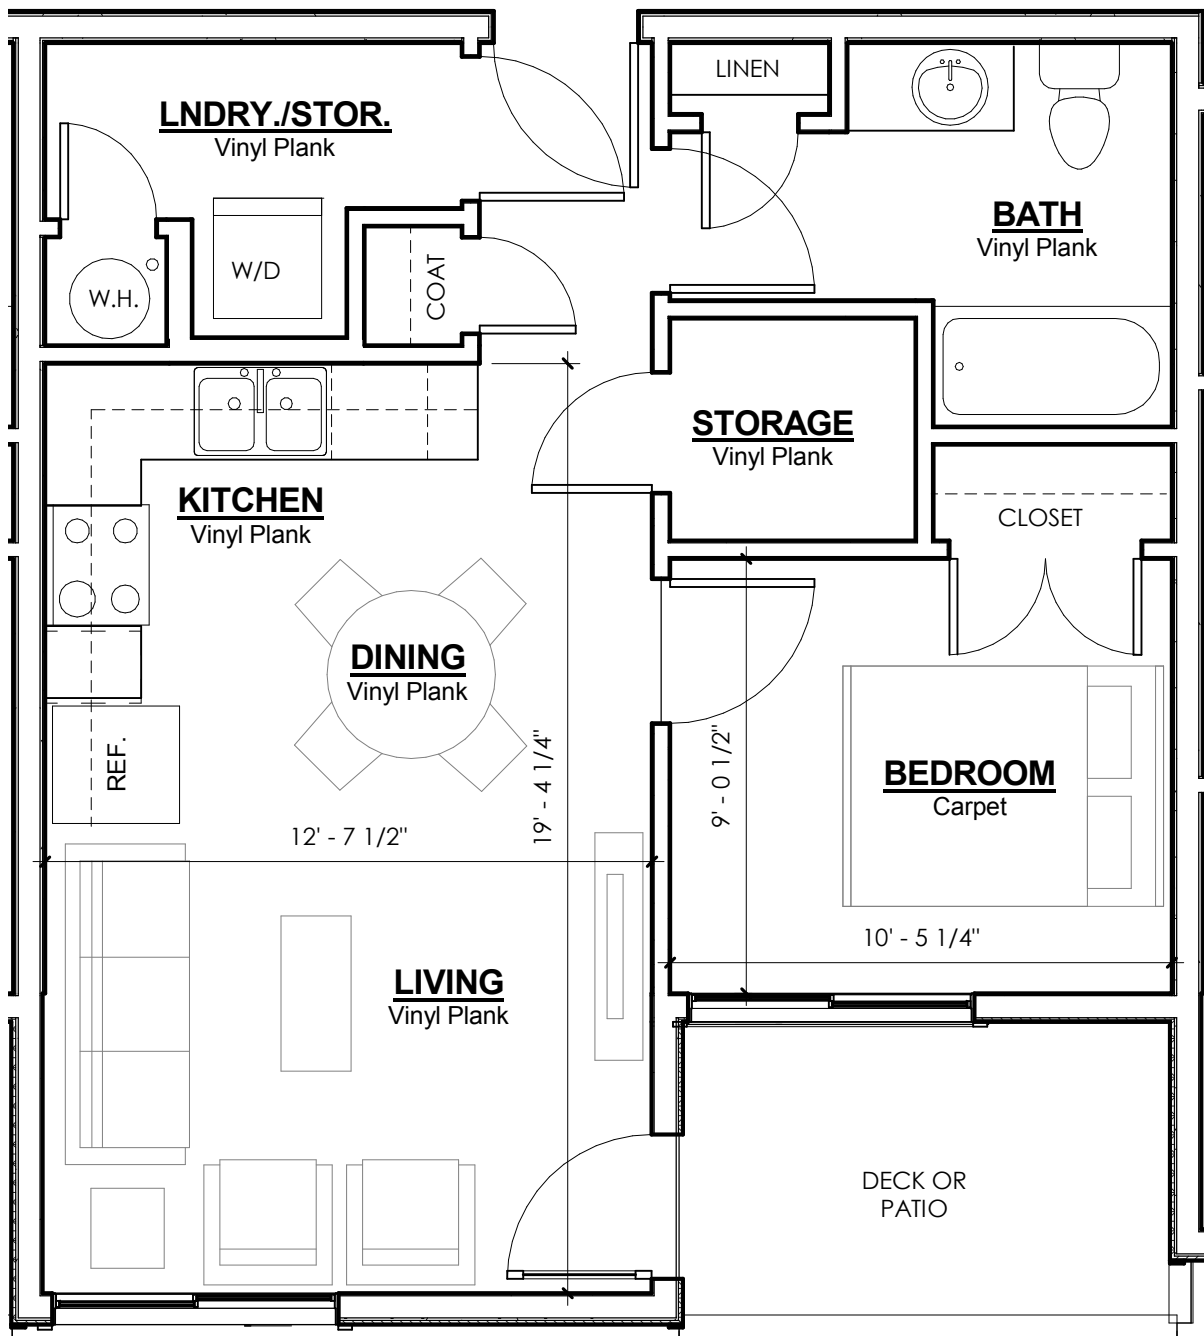 LINEN
LNDRY./STOR.
Vinyl Plank
BATH
Vinyl Plank
W/D
COAT
W.H.
STORAGE
Vinyl Plank
KITCHEN
Vinyl Plank
CLOSET
DINING
Vinyl Plank
REF.
19' - 4 1/4"
9' - 0 1/2"
BEDROOM
Carpet
12' - 7 1/2"
10' - 5 1/4"
LIVING
Vinyl Plank
DECK OR
PATIO